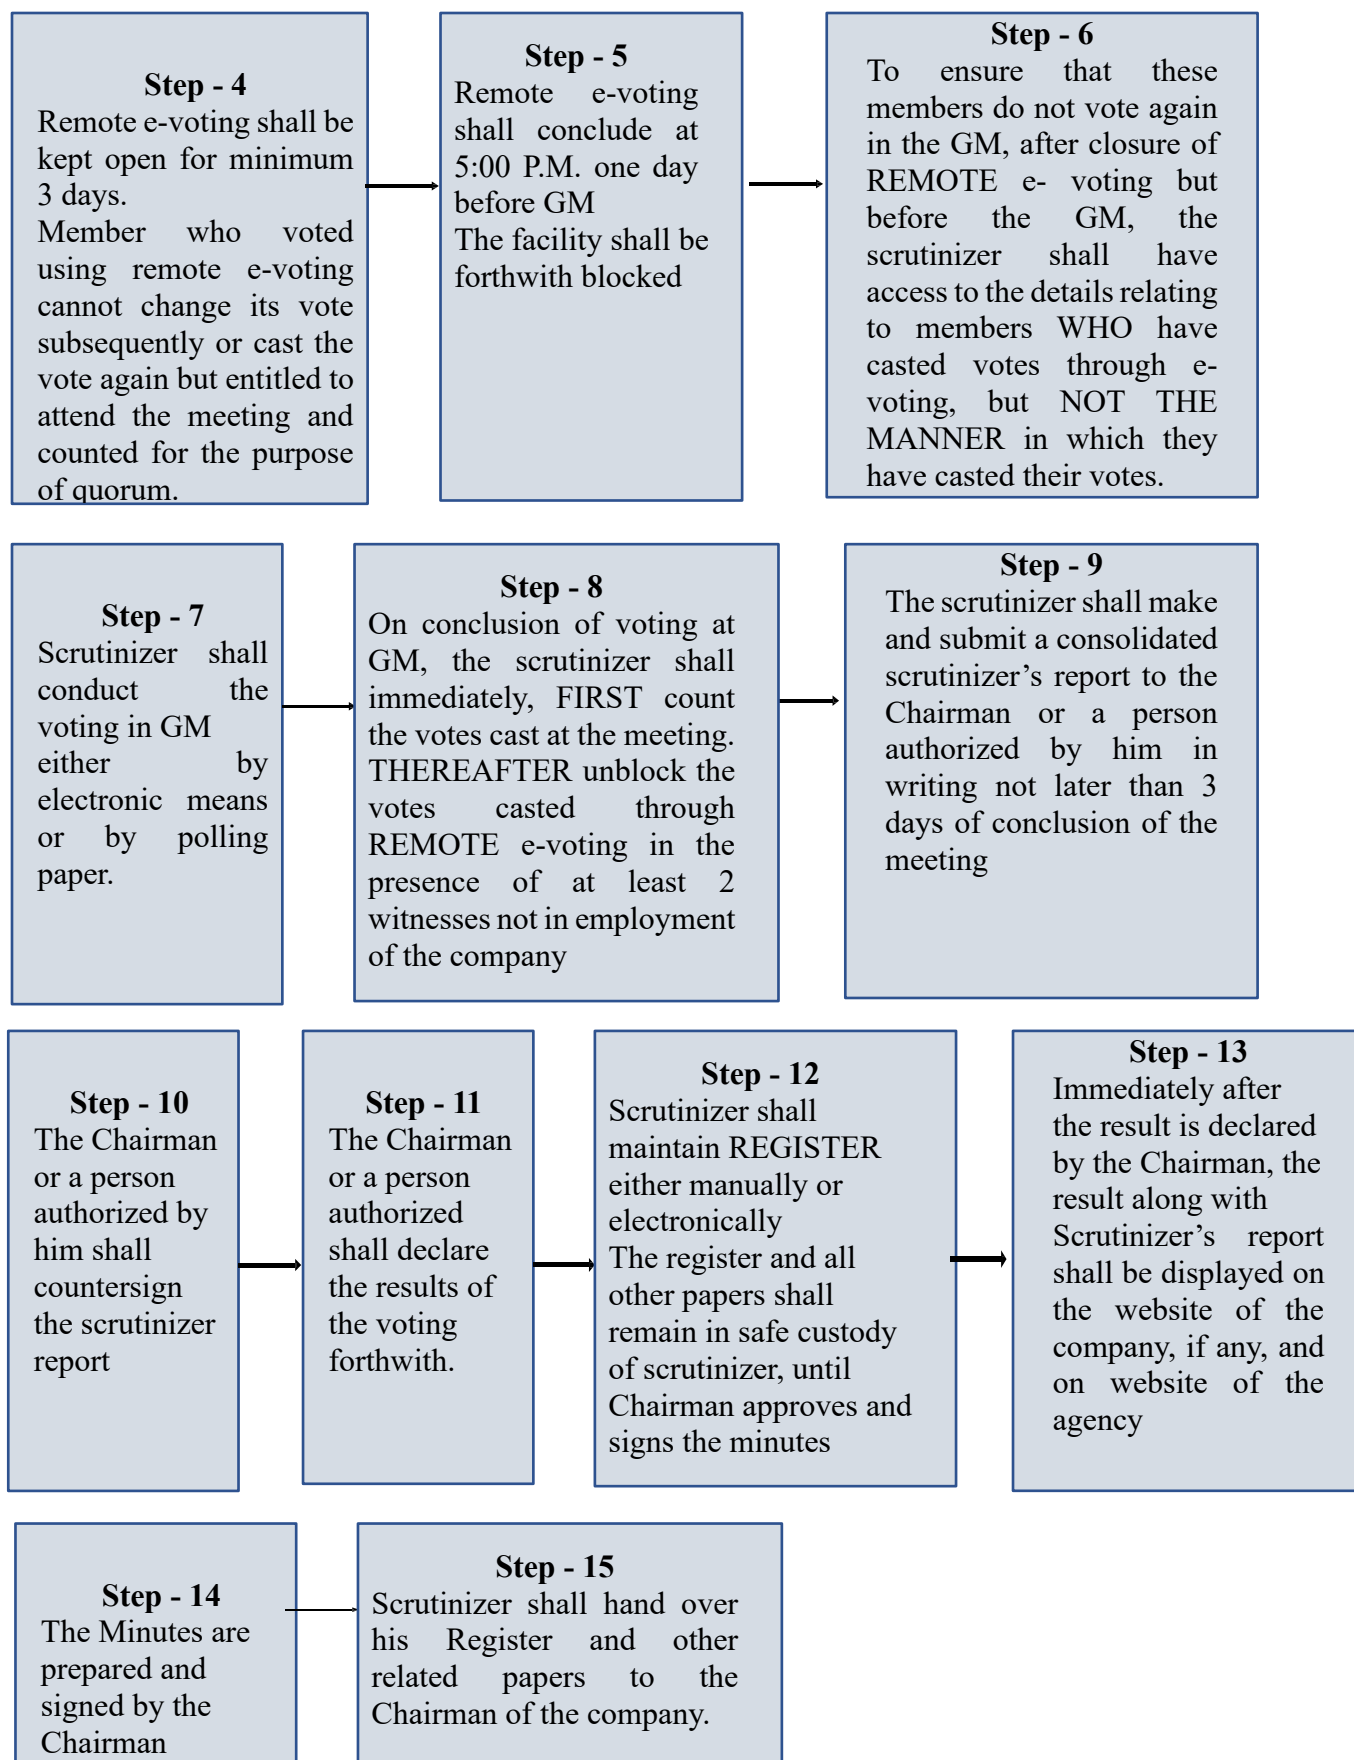 Step - 4
Remote e-voting shall be
kept open for minimum
3 days.
Member who voted
using remote e-voting
cannot change its vote
subsequently or cast the
vote again but entitled to
attend the meeting and
counted for the purpose
of quorum.
Step - 5
Remote e-voting
shall conclude at
5:00 P.M. one day
before GM
The facility shall be
forthwith blocked
Step - 6
To ensure that these
members do not vote again
in the GM, after closure of
REMOTE e- voting but
before the GM, the
scrutinizer shall have
access to the details relating
to members WHO have
casted votes through e-
voting, but NOT THE
MANNER in which they
have casted their votes.
Step - 7
Scrutinizer shall
conduct the
voting in GM
either by
electronic means
or by polling
paper.
Step - 8
On conclusion of voting at
GM, the scrutinizer shall
immediately, FIRST count
the votes cast at the meeting.
THEREAFTER unblock the
votes casted through
REMOTE e-voting in the
presence of at least 2
witnesses not in employment
of the company
Step - 9
The scrutinizer shall make
and submit a consolidated
scrutinizer’s report to the
Chairman or a person
authorized by him in
writing not later than 3
days of conclusion of the
meeting
Step - 10
The Chairman
or a person
authorized by
him shall
countersign
the scrutinizer
report
Step - 11
The Chairman
or a person
authorized
shall declare
the results of
the voting
forthwith.
Step - 12
Scrutinizer shall
maintain REGISTER
either manually or
electronically
The register and all
other papers shall
remain in safe custody
of scrutinizer, until
Chairman approves and
signs the minutes
Step - 13
Immediately after
the result is declared
by the Chairman, the
result along with
Scrutinizer’s report
shall be displayed on
the website of the
company, if any, and
on website of the
agency
Step - 14
The Minutes are
prepared and
signed by the
Chairman
Step - 15
Scrutinizer shall hand over
his Register and other
related papers to the
Chairman of the company.